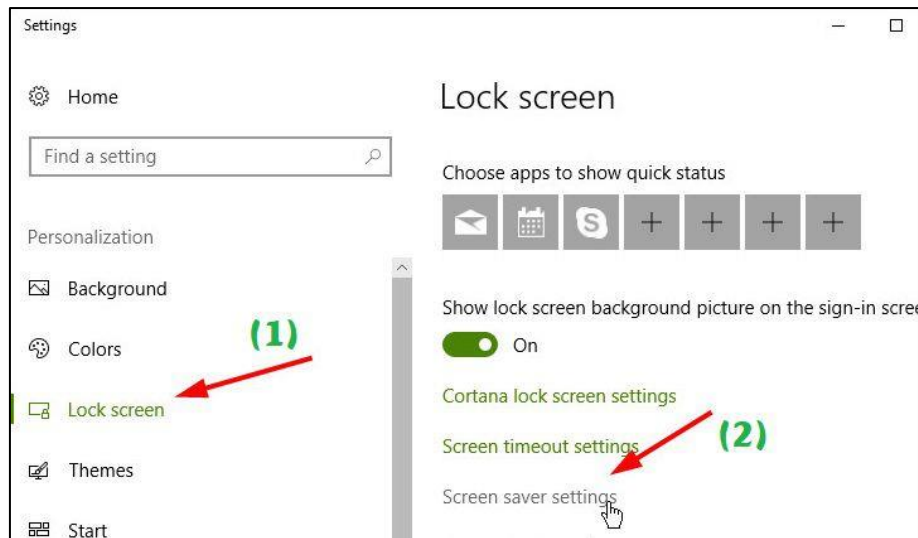 Settings
Home
Find a setting
Personalization
Background
Colors
Lock screen
Themes
Start
(1)
Lock screen
Choose apps to show quick status
Show lock screen background picture on the sign-in scree
On
Cortana lock screen settings
Screen timeout settings
Screen saver settings
(2)